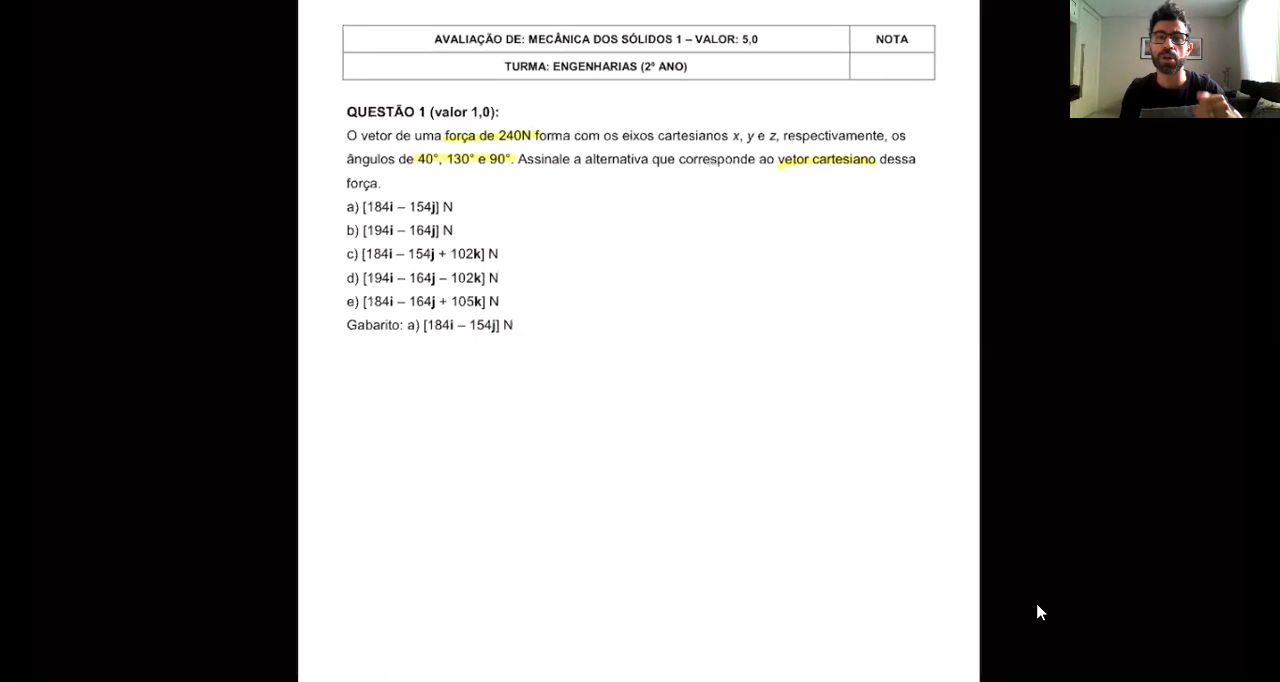 AVALIAÇÃO DE: MECÂNICA DOS SÓLIDOS 1 – VALOR: 5,0 NOTA
TURMA: ENGENHARIAS (2º ANO)
QUESTÃO 1 (valor 1,0):
O vetor de uma força de 240N forma com os eixos cartesianos x, y e z, respectivamente, os
ângulos de 40°, 130° e 90°. Assinale a alternativa que corresponde ao vetor cartesiano dessa
força.
a) [184i – 154j] N
b) [194i – 164j] N
c) [184i – 154j + 102k] N
d) [194i – 164j – 102k] N
e) [184i – 164j + 105k] N
Gabarito: a) [184i – 154j] N